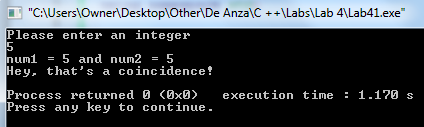 "C:\Users\Owner\Desktop\Other\De Anza\C ++\Labs\Lab 4\Lab41.exe"
Please enter an integer
5
num1 = 5 and num2 = 5
Hey, that's a coincidence!
Process returned 0 (0x0)   execution time : 1.170 s
Press any key to continue.